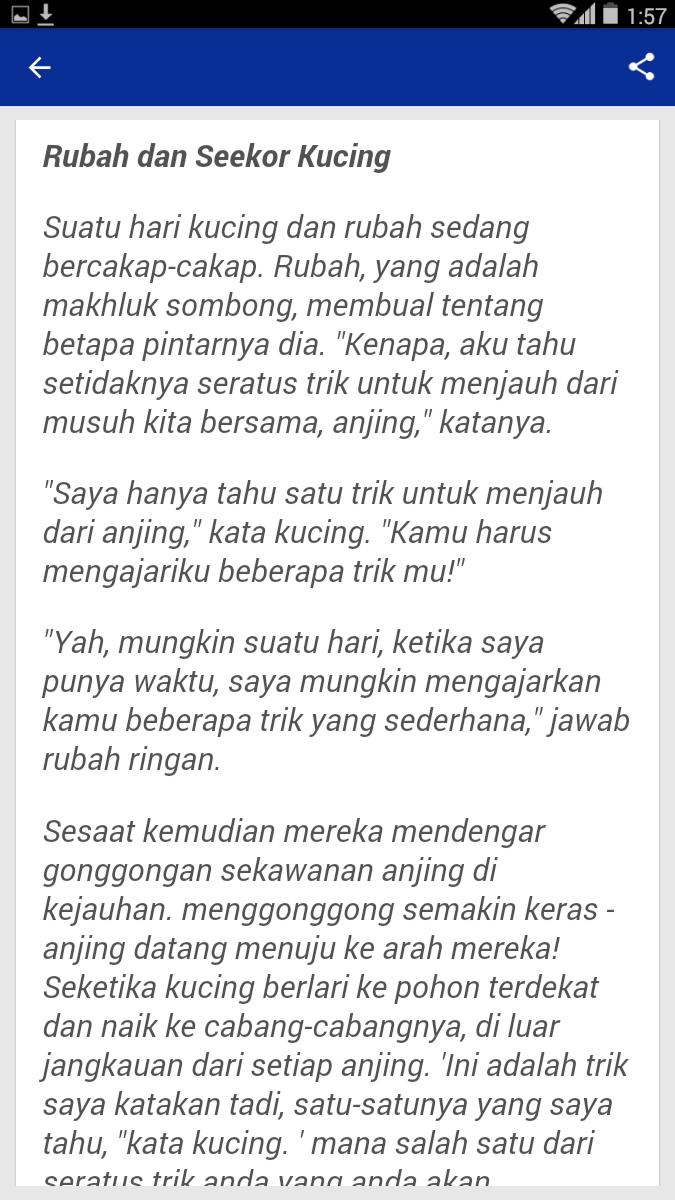 1:57
Rubah dan Seekor Kucing
Suatu hari kucing dan rubah sedang
bercakap-cakap. Rubah, yang adalah
makhluk sombong, membual tentang
betapa pintarnya dia. "Kenapa, aku tahu
setidaknya seratus trik untuk menjauh dari
musuh kita bersama, anjing," katanya.
"Saya hanya tahu satu trik untuk menjauh
dari anjing," kata kucing. "Kamu harus
mengajariku beberapa trik mu!"
"Yah, mungkin suatu hari, ketika saya
punya waktu, saya mungkin mengajarkan
kamu beberapa trik yang sederhana," jawab
rubah ringan.
Sesaat kemudian mereka mendengar
gonggongan sekawanan anjing di
kejauhan. menggonggong semakin keras -
anjing datang menuju ke arah mereka!
Seketika kucing berlari ke pohon terdekat
dan naik ke cabang-cabangnya, di luar
jangkauan dari setiap anjing. 'Ini adalah trik
saya katakan tadi, satu-satunya yang saya
tahu, "kata kucing. ' mana salah satu dari
seratus trik anda yang anda akan